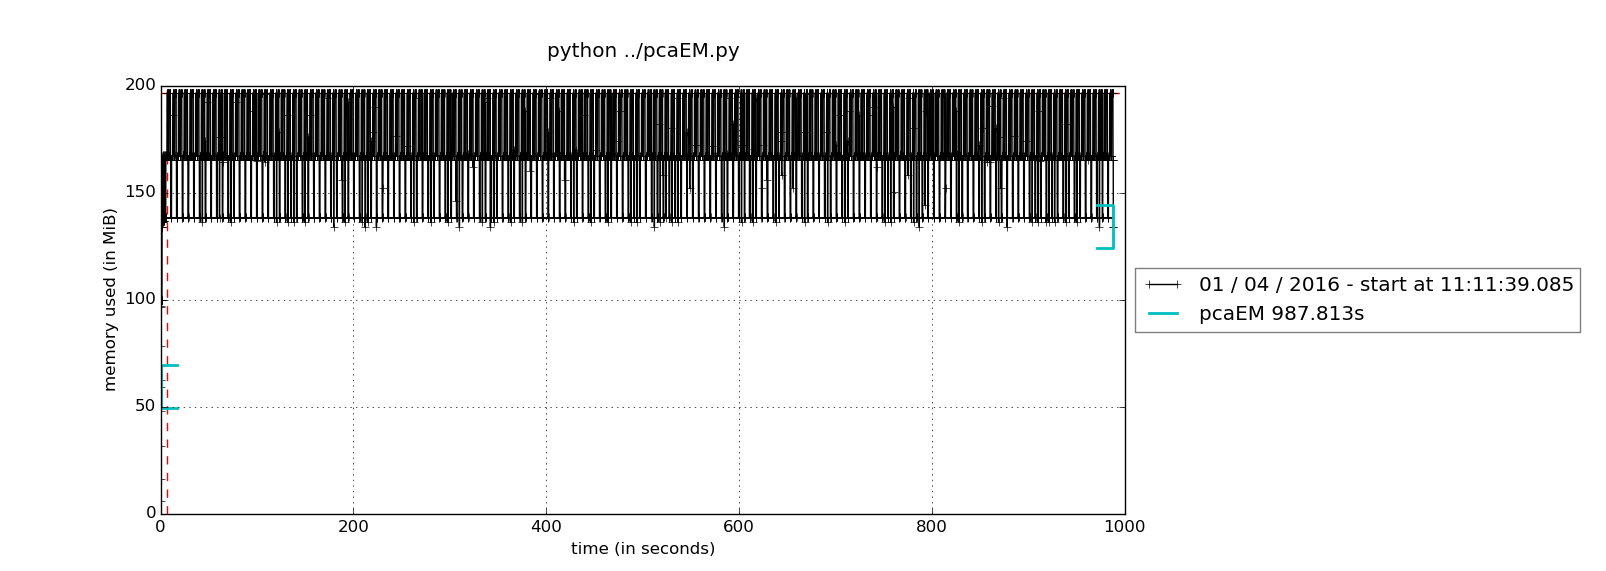 python ../pcaEM.py
200
150
100
50
0
memory used (in MiB)
0 200 400 600 800 1000
time (in seconds)
01 / 04 / 2016 - start at 11:11:39.085
pcaEM 987.813s